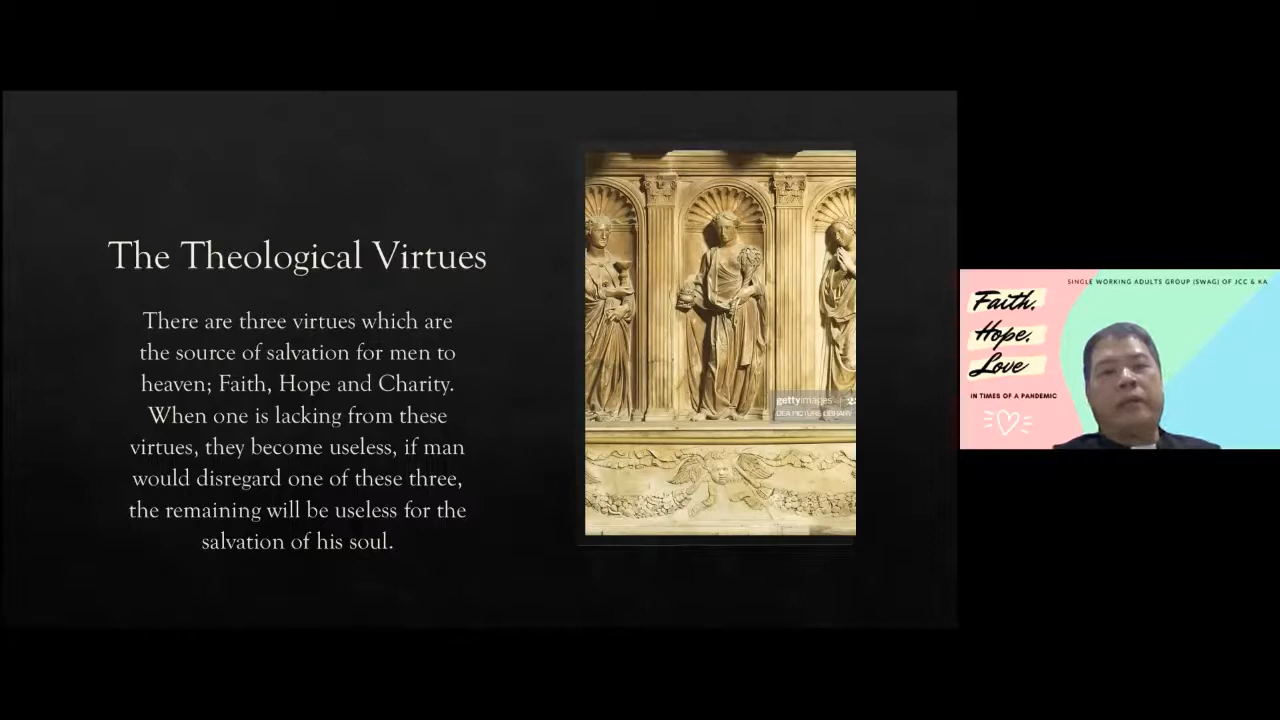 The Theological Virtues
There are three virtues which are
the source of salvation for men to
heaven; Faith, Hope and Charity.
When one is lacking from these
virtues, they become useless, if man
would disregard one of these three,
the remaining will be useless for the
salvation of his soul.
gettyimages
DEA PICTURE LIBRARY
SINGLE WORKING ADULTS GROUP (SWAG) OF JCC & KA
Faith.
Hope.
Love
IN TIMES OF A PANDEMIC